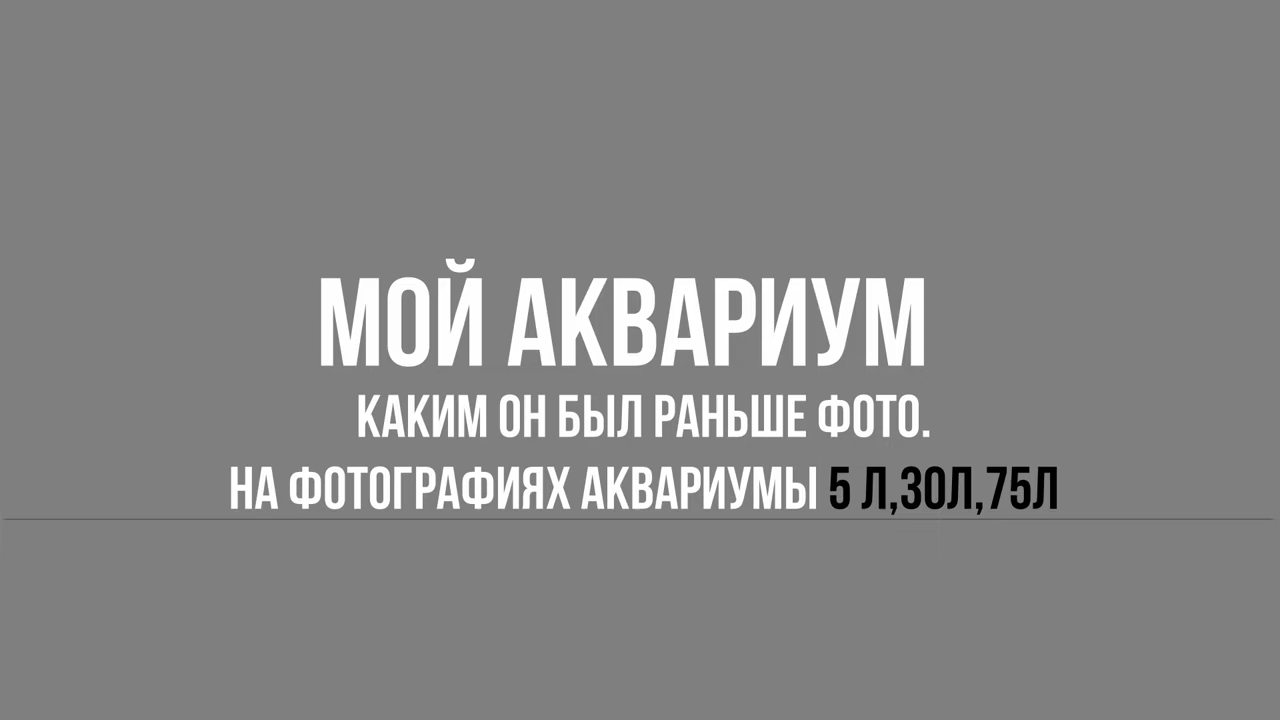 МОЙ АКВАРИУМ
КАКИМ ОН БЫЛ РАНЬШЕ ФОТО.
НА ФОТОГРАФИЯХ АКВАРИУМЫ 5 Л,30Л,75Л